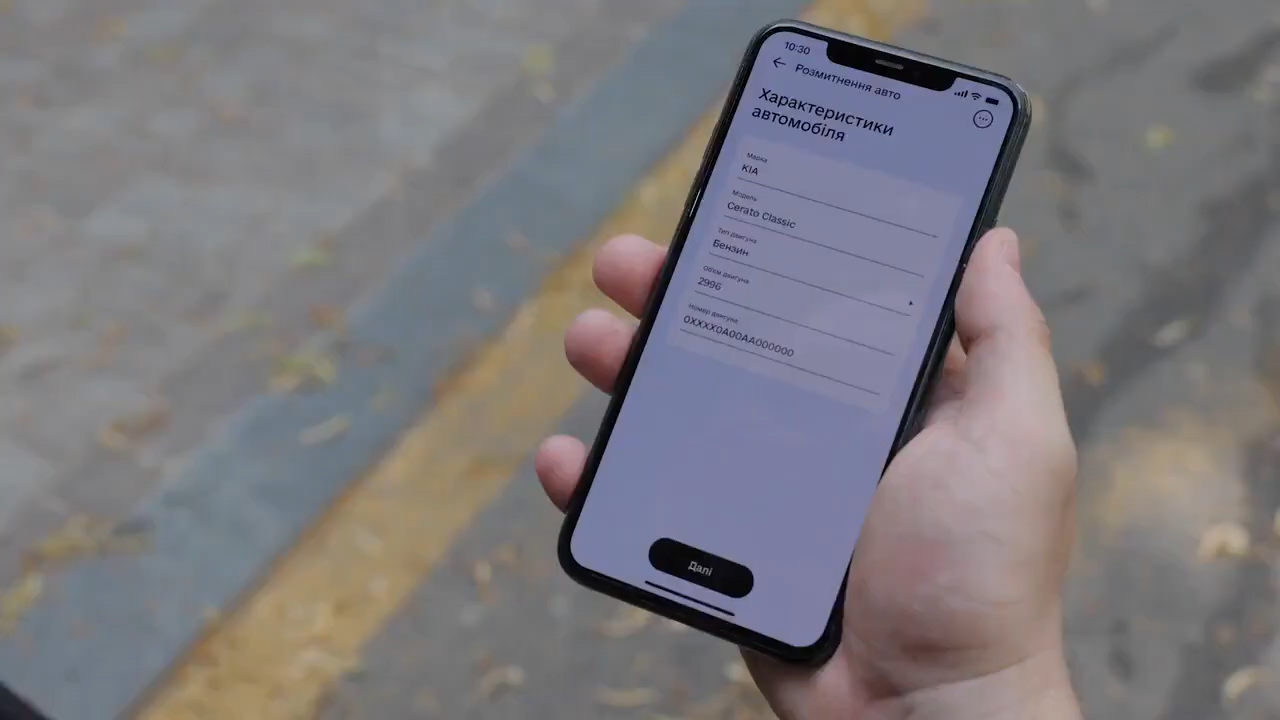 10:30
Розмитнення авто
Характеристики
автомобіля
Марка
KIA
Модель
Cerato Classic
Тип двигуна
Бензин
Об'єм двигуна
2996
Номер двигуна
0XXXX0A00AA000000
Далі